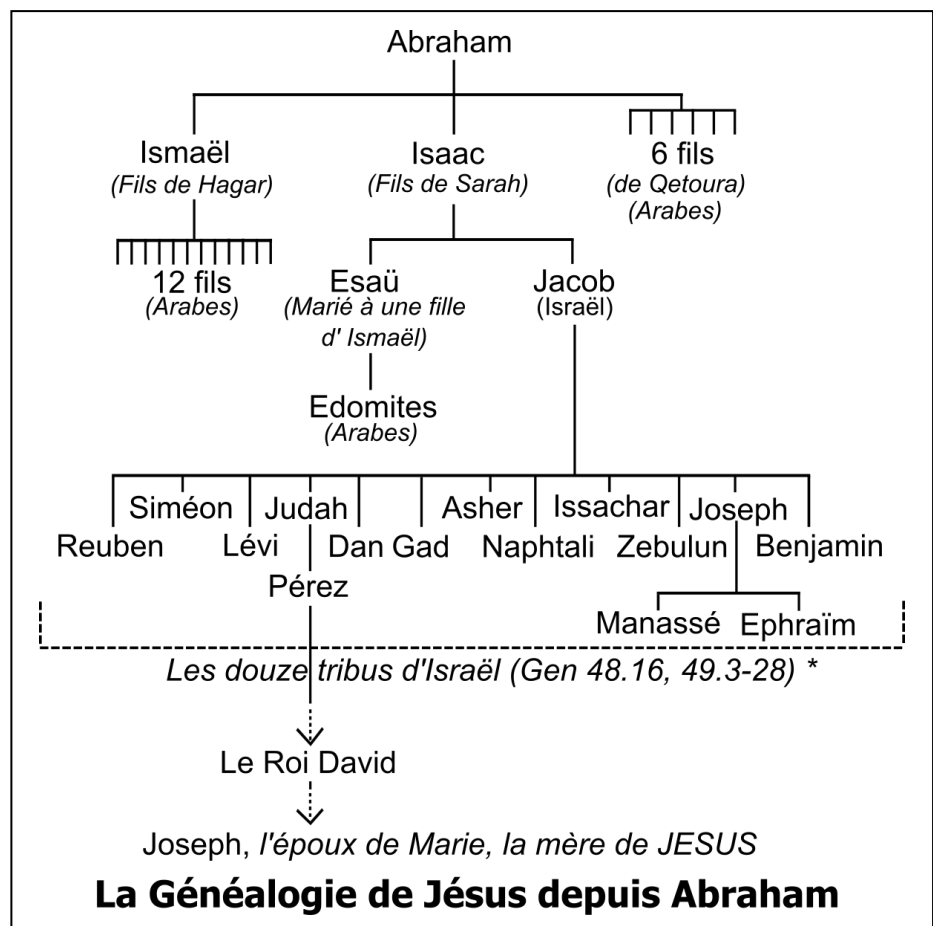 Abraham
Ismaël
(Fils de Hagar)
Isaac
(Fils de Sarah)
6 fils
(de Qetoura)
(Arabes)
12 fils
(Arabes)
Esaü
(Marié à une fille
d' Ismaël)
Jacob
(Israël)
Edomites
(Arabes)
Siméon Judah Asher Issachar Joseph
Reuben Lévi Dan Gad Naphtali Zebulun Benjamin
Pérez
Manassé Ephraïm
Les douze tribus d'Israël (Gen 48.16, 49.3-28) *
Le Roi David
Joseph, l'époux de Marie, la mère de JESUS
La Généalogie de Jésus depuis Abraham